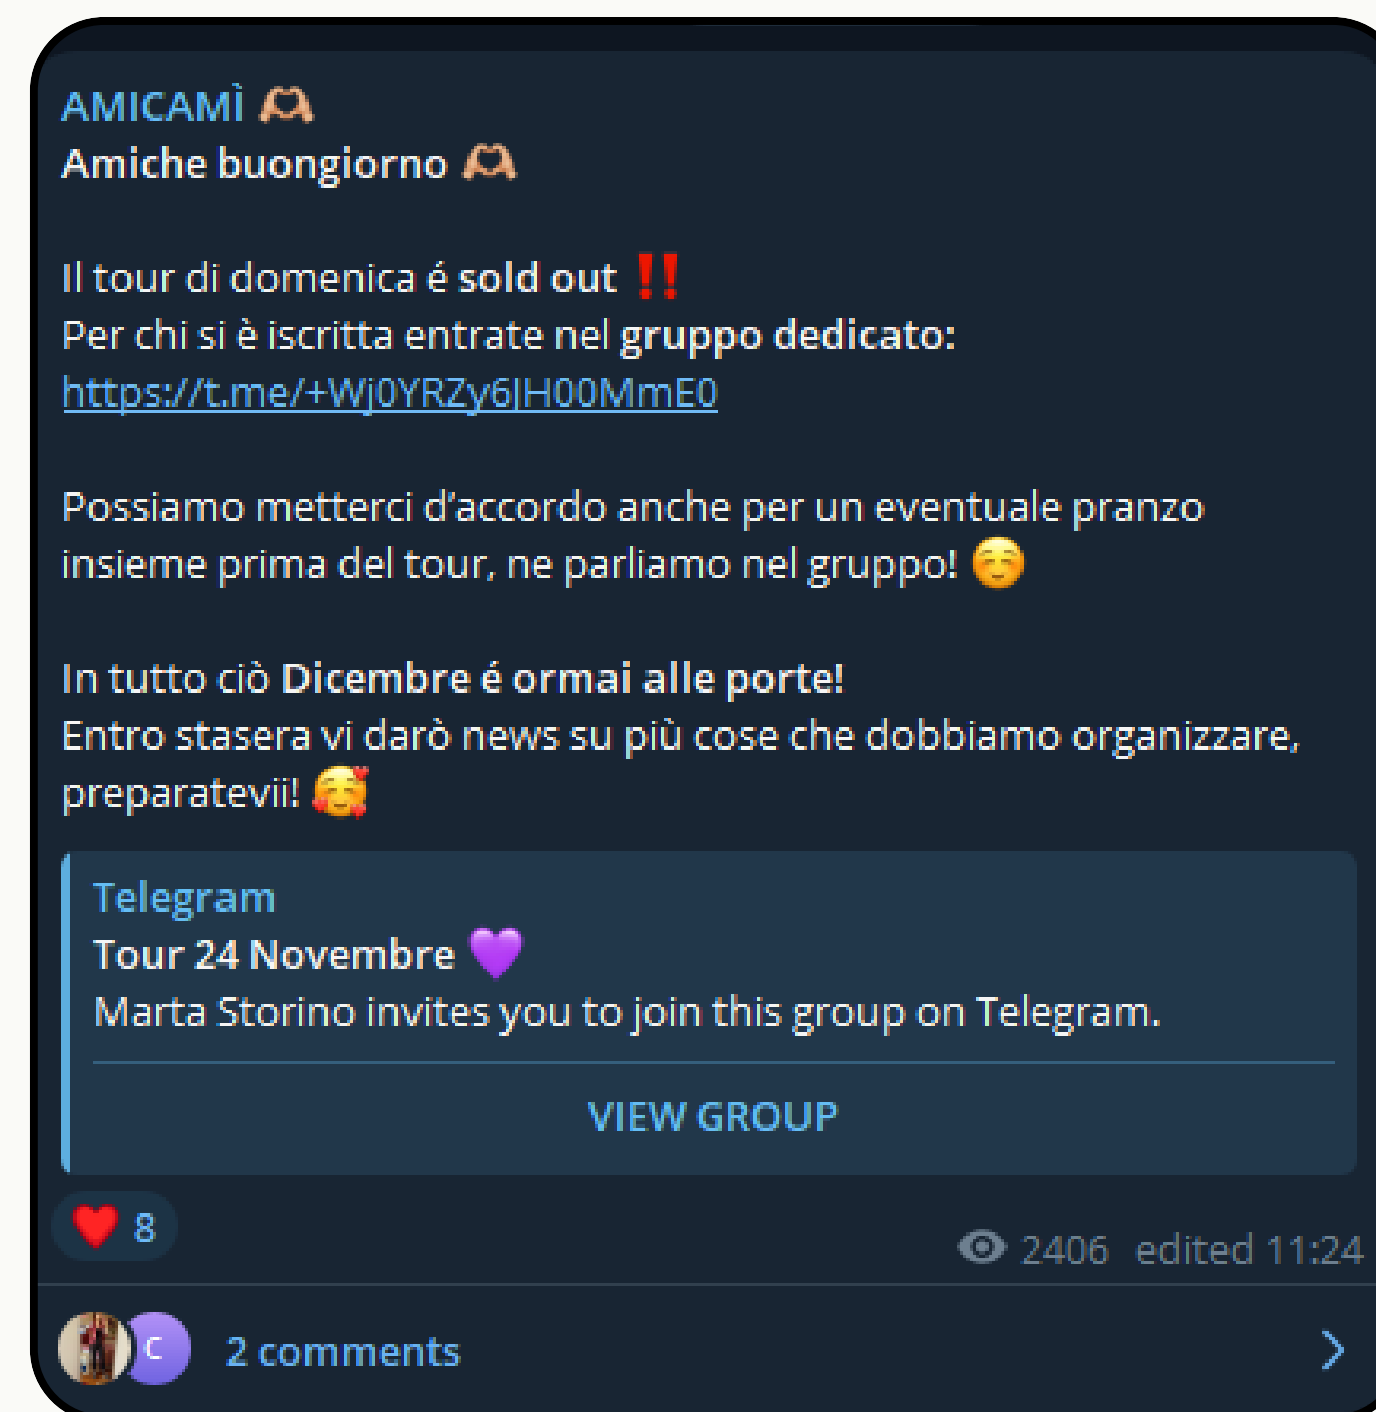 AMICAMÌ 🫶🏼
Amiche buongiorno 🫶🏼
Il tour di domenica é sold out ‼️
Per chi si è iscritta entrate nel gruppo dedicato:
https://t.me/+Wj0YRZy6JH00MmE0
Possiamo metterci d'accordo anche per un eventuale pranzo
insieme prima del tour, ne parliamo nel gruppo! ☺️
In tutto ciò Dicembre é ormai alle porte!
Entro stasera vi darò news su più cose che dobbiamo organizzare,
preparatevii! 🥰
Telegram
Tour 24 Novembre 💜
Marta Storino invites you to join this group on Telegram.
VIEW GROUP
❤️ 8
2406 edited 11:24
C
2 comments